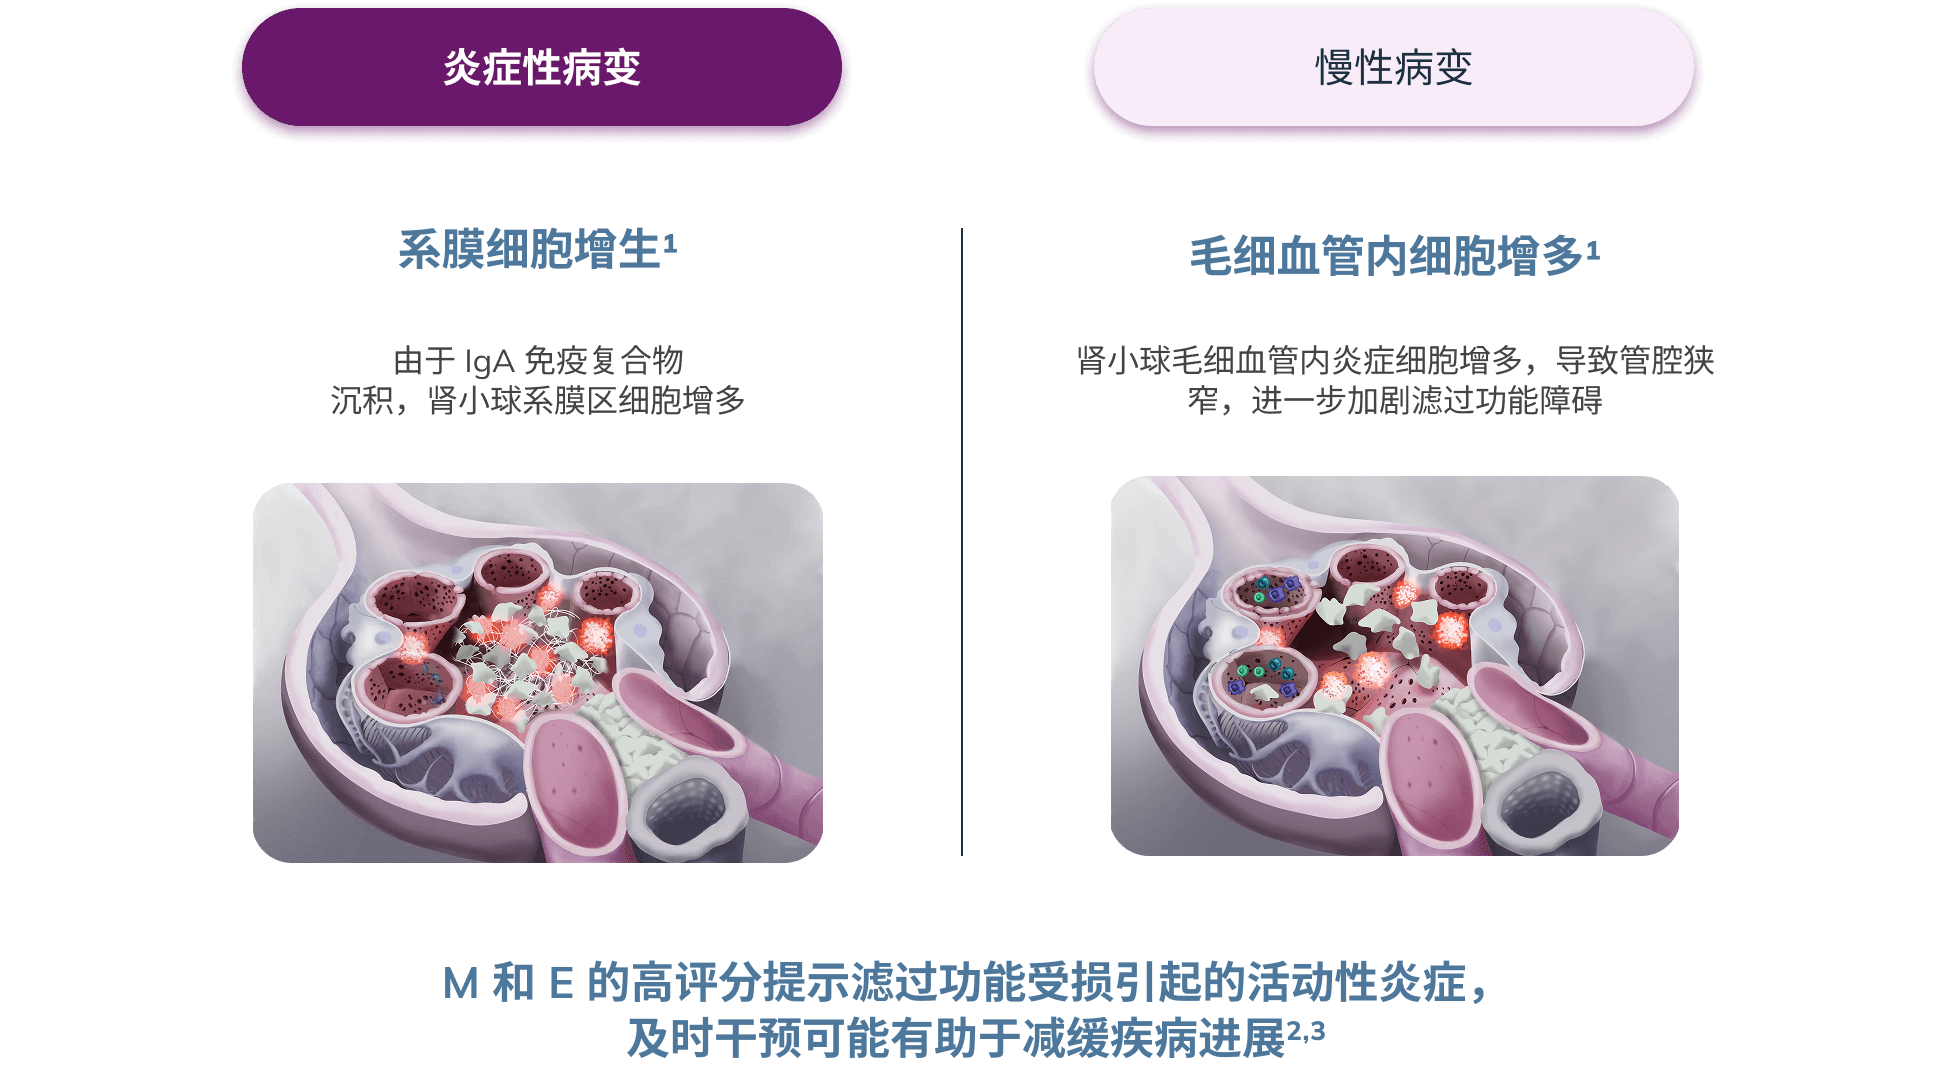 炎症性病变
慢性病变
系膜细胞增生¹
由于 IgA 免疫复合物
沉积，肾小球系膜区细胞增多
毛细血管内细胞增多¹
肾小球毛细血管内炎症细胞增多，导致管腔狭
窄，进一步加剧滤过功能障碍
M 和 E 的高评分提示滤过功能受损引起的活动性炎症，
及时干预可能有助于减缓疾病进展²,³